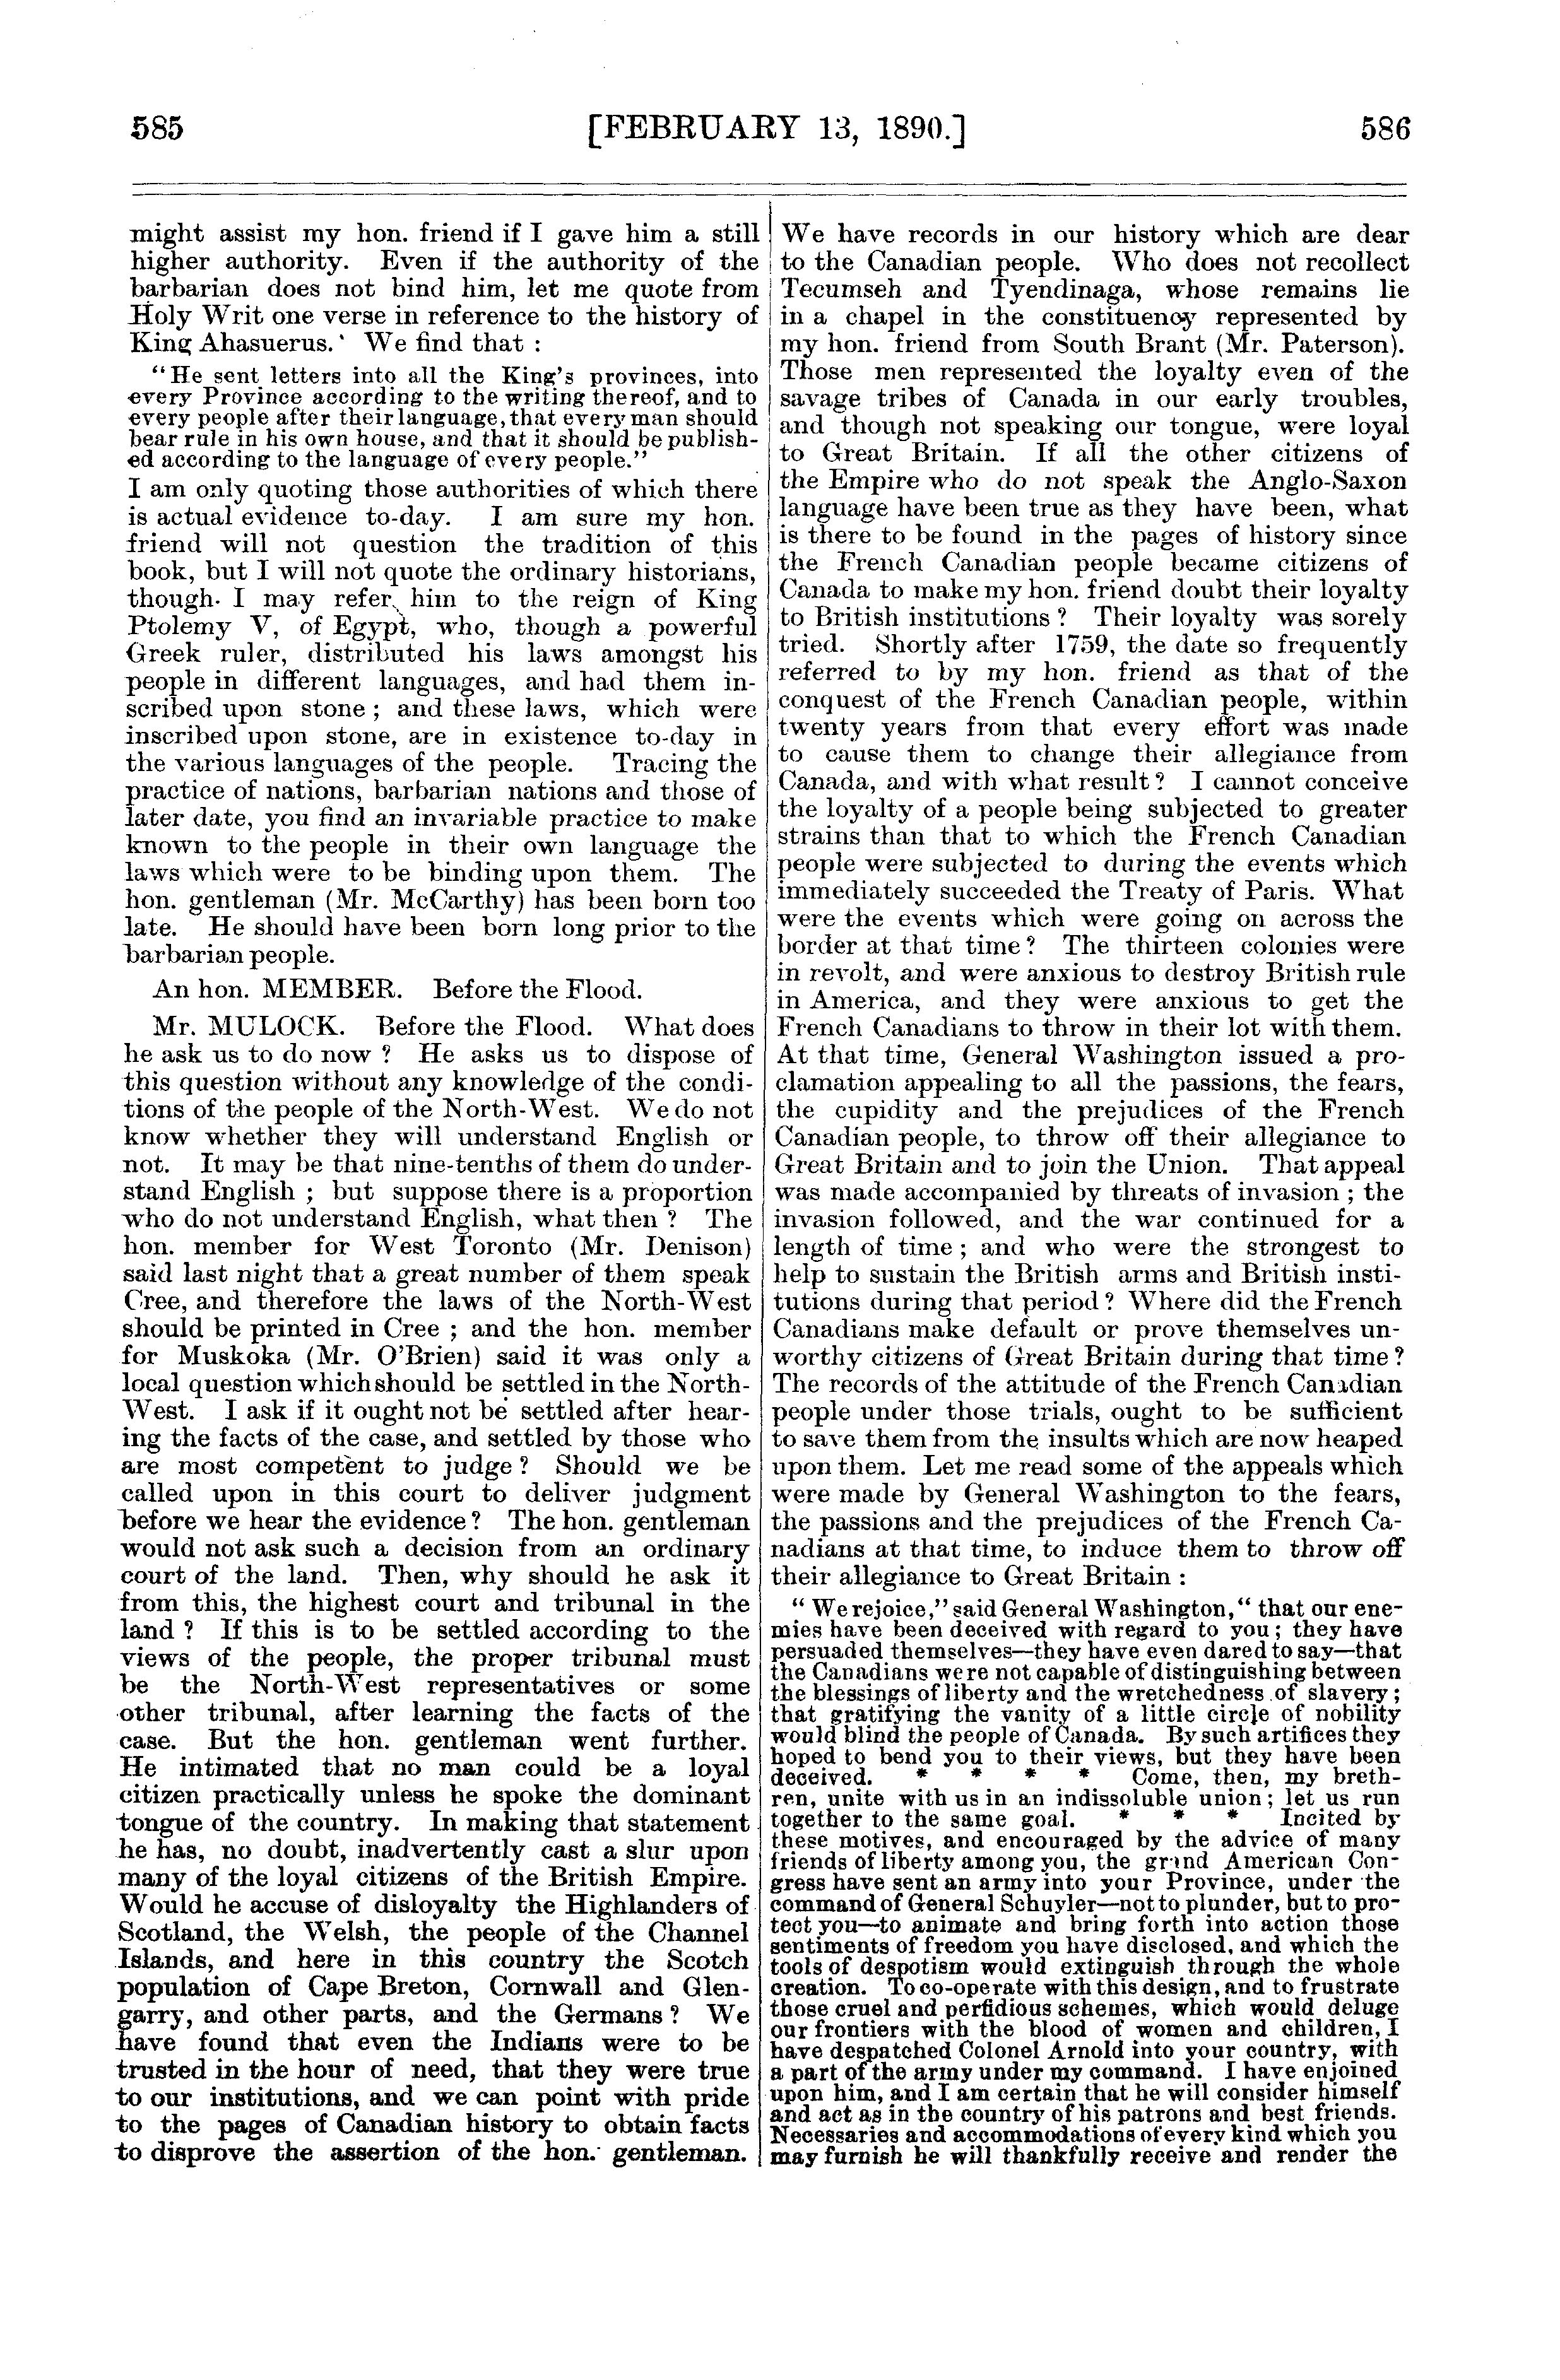 585 [FEBRUARY 13, 1890.] 586
might assist my hon. friend if I gave him a still
higher authority. Even if the authority of the
barbarian does not bind him, let me quote from
Holy Writ one verse in reference to the history of
King Ahasuerus. We find that :
"He sent letters into all the King's provinces, into
every Province according to the writing thereof, and to
every people after their language, that every man should
bear rule in his own house, and that it should be publish-
ed according to the language of every people."
I am only quoting those authorities of which there
is actual evidence to-day. I am sure my hon.
friend will not question the tradition of this
book, but I will not quote the ordinary historians,
though I may refer him to the reign of King
Ptolemy V, of Egypt, who, though a powerful
Greek ruler, distributed his laws amongst his
people in different languages, and had them in-
scribed upon stone ; and these laws, which were
inscribed upon stone, are in existence to-day in
the various languages of the people. Tracing the
practice of nations, barbarian nations and those of
later date, you find an invariable practice to make
known to the people in their own language the
laws which were to be binding upon them. The
hon. gentleman (Mr. McCarthy) has been born too
late. He should have been born long prior to the
barbarian people.
An hon. MEMBER. Before the Flood.
Mr. MULOCK. Before the Flood. What does
he ask us to do now ? He asks us to dispose of
this question without any knowledge of the condi-
tions of the people of the North-West. We do not
know whether they will understand English or
not. It may be that nine-tenths of them do under-
stand English ; but suppose there is a proportion
who do not understand English, what then ? The
hon. member for West Toronto (Mr. Denison)
said last night that a great number of them speak
Cree, and therefore the laws of the North-West
should be printed in Cree ; and the hon. member
for Muskoka (Mr. O'Brien) said it was only a
local question which should be settled in the North-
West. I ask if it ought not be settled after hear-
ing the facts of the case, and settled by those who
are most competent to judge ? Should we be
called upon in this court to deliver judgment
before we hear the evidence ? The hon. gentleman
would not ask such a decision from an ordinary
court of the land. Then, why should he ask it
from this, the highest court and tribunal in the
land ? If this is to be settled according to the
views of the people, the proper tribunal must
be the North-West representatives or some
other tribunal, after learning the facts of the
case. But the hon. gentleman went further.
He intimated that no man could be a loyal
citizen practically unless he spoke the dominant
tongue of the country. In making that statement
he has, no doubt, inadvertently cast a slur upon
many of the loyal citizens of the British Empire.
Would he accuse of disloyalty the Highlanders of
Scotland, the Welsh, the people of the Channel
Islands, and here in this country the Scotch
population of Cape Breton, Cornwall and Glen-
garry, and other parts, and the Germans ? We
have found that even the Indians were to be
trusted in the hour of need, that they were true
to our institutions, and we can point with pride
to the pages of Canadian history to obtain facts
to disprove the assertion of the hon. gentleman.
We have records in our history which are dear
to the Canadian people. Who does not recollect
Tecumseh and Tyendinaga, whose remains lie
in a chapel in the constituency represented by
my hon. friend from South Brant (Mr. Paterson).
Those men represented the loyalty even of the
savage tribes of Canada in our early troubles,
and though not speaking our tongue, were loyal
to Great Britain. If all the other citizens of
the Empire who do not speak the Anglo-Saxon
language have been true as they have been, what
is there to be found in the pages of history since
the French Canadian people became citizens of
Canada to make my hon. friend doubt their loyalty
to British institutions ? Their loyalty was sorely
tried. Shortly after 1759, the date so frequently
referred to by my hon. friend as that of the
conquest of the French Canadian people, within
twenty years from that every effort was made
to cause them to change their allegiance from
Canada, and with what result ? I cannot conceive
the loyalty of a people being subjected to greater
strains than that to which the French Canadian
people were subjected to during the events which
immediately succeeded the Treaty of Paris. What
were the events which were going on across the
border at that time ? The thirteen colonies were
in revolt, and were anxious to destroy British rule
in America, and they were anxious to get the
French Canadians to throw in their lot with them.
At that time, General Washington issued a pro-
clamation appealing to all the passions, the fears,
the cupidity and the prejudices of the French
Canadian people, to throw off their allegiance to
Great Britain and to join the Union. That appeal
was made accompanied by threats of invasion ; the
invasion followed, and the war continued for a
length of time ; and who were the strongest to
help to sustain the British arms and British insti-
tutions during that period ? Where did the French
Canadians make default or prove themselves un-
worthy citizens of Great Britain during that time ?
The records of the attitude of the French Canadian
people under those trials, ought to be sufficient
to save them from the insults which are now heaped
upon them. Let me read some of the appeals which
were made by General Washington to the fears,
the passions and the prejudices of the French Ca-
nadians at that time, to induce them to throw off
their allegiance to Great Britain :
" We rejoice," said General Washington, " that our ene-
mies have been deceived with regard to you ; they have
persuaded themselves—they have even dared to say—that
the Canadians were not capable of distinguishing between
the blessings of liberty and the wretchedness of slavery ;
that gratifying the vanity of a little circle of nobility
would blind the people of Canada. By such artifices they
hoped to bend you to their views, but they have been
deceived. * * * * Come, then, my breth-
ren, unite with us in an indissoluble union ; let us run
together to the same goal. * * * Incited by
these motives, and encouraged by the advice of many
friends of liberty among you, the grand American Con-
gress have sent an army into your Province, under the
command of General Schuyler—not to plunder, but to pro-
tect you—to animate and bring forth into action those
sentiments of freedom you have disclosed, and which the
tools of despotism would extinguish through the whole
creation. To co-operate with this design, and to frustrate
those cruel and perfidious schemes, which would deluge
our frontiers with the blood of women and children, I
have despatched Colonel Arnold into your country, with
a part of the army under my command. I have enjoined
upon him, and I am certain that he will consider himself
and act as in the country of his patrons and best friends.
Necessaries and accommodations of every kind which you
may furnish he will thankfully receive and render the